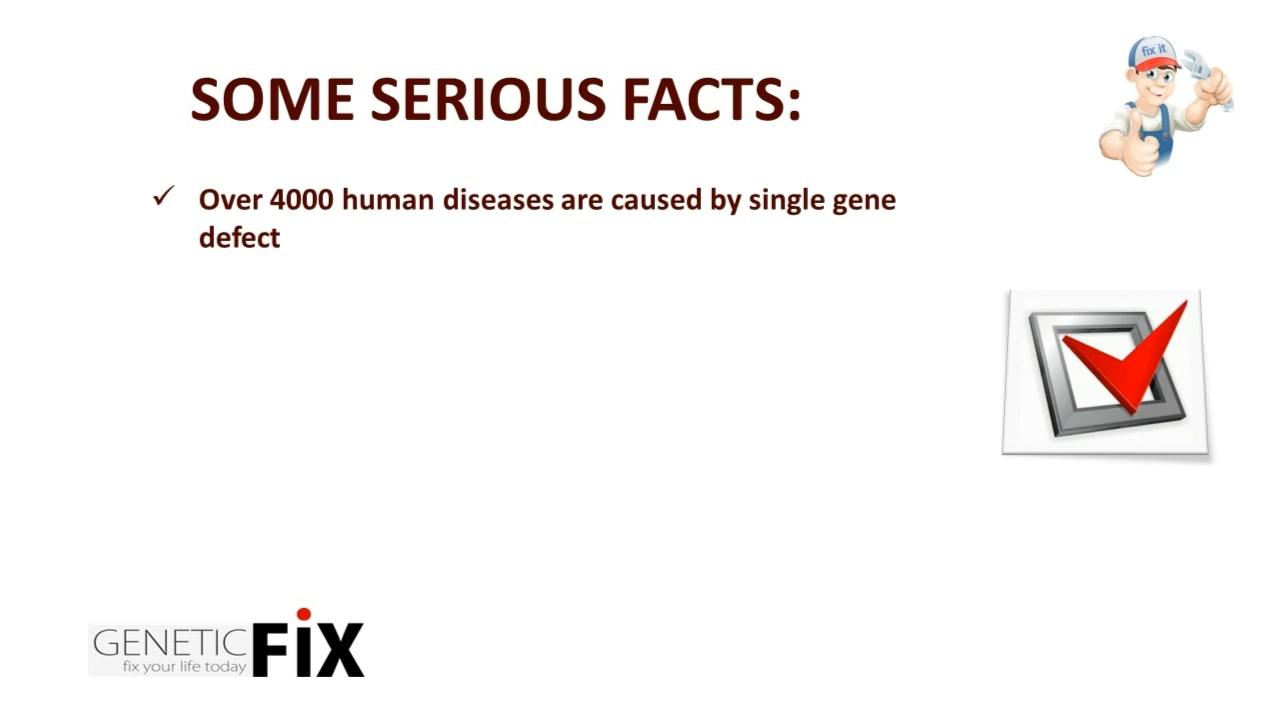 fix it
SOME SERIOUS FACTS:
✓ Over 4000 human diseases are caused by single gene
defect
GENETIC FiX
fix your life today